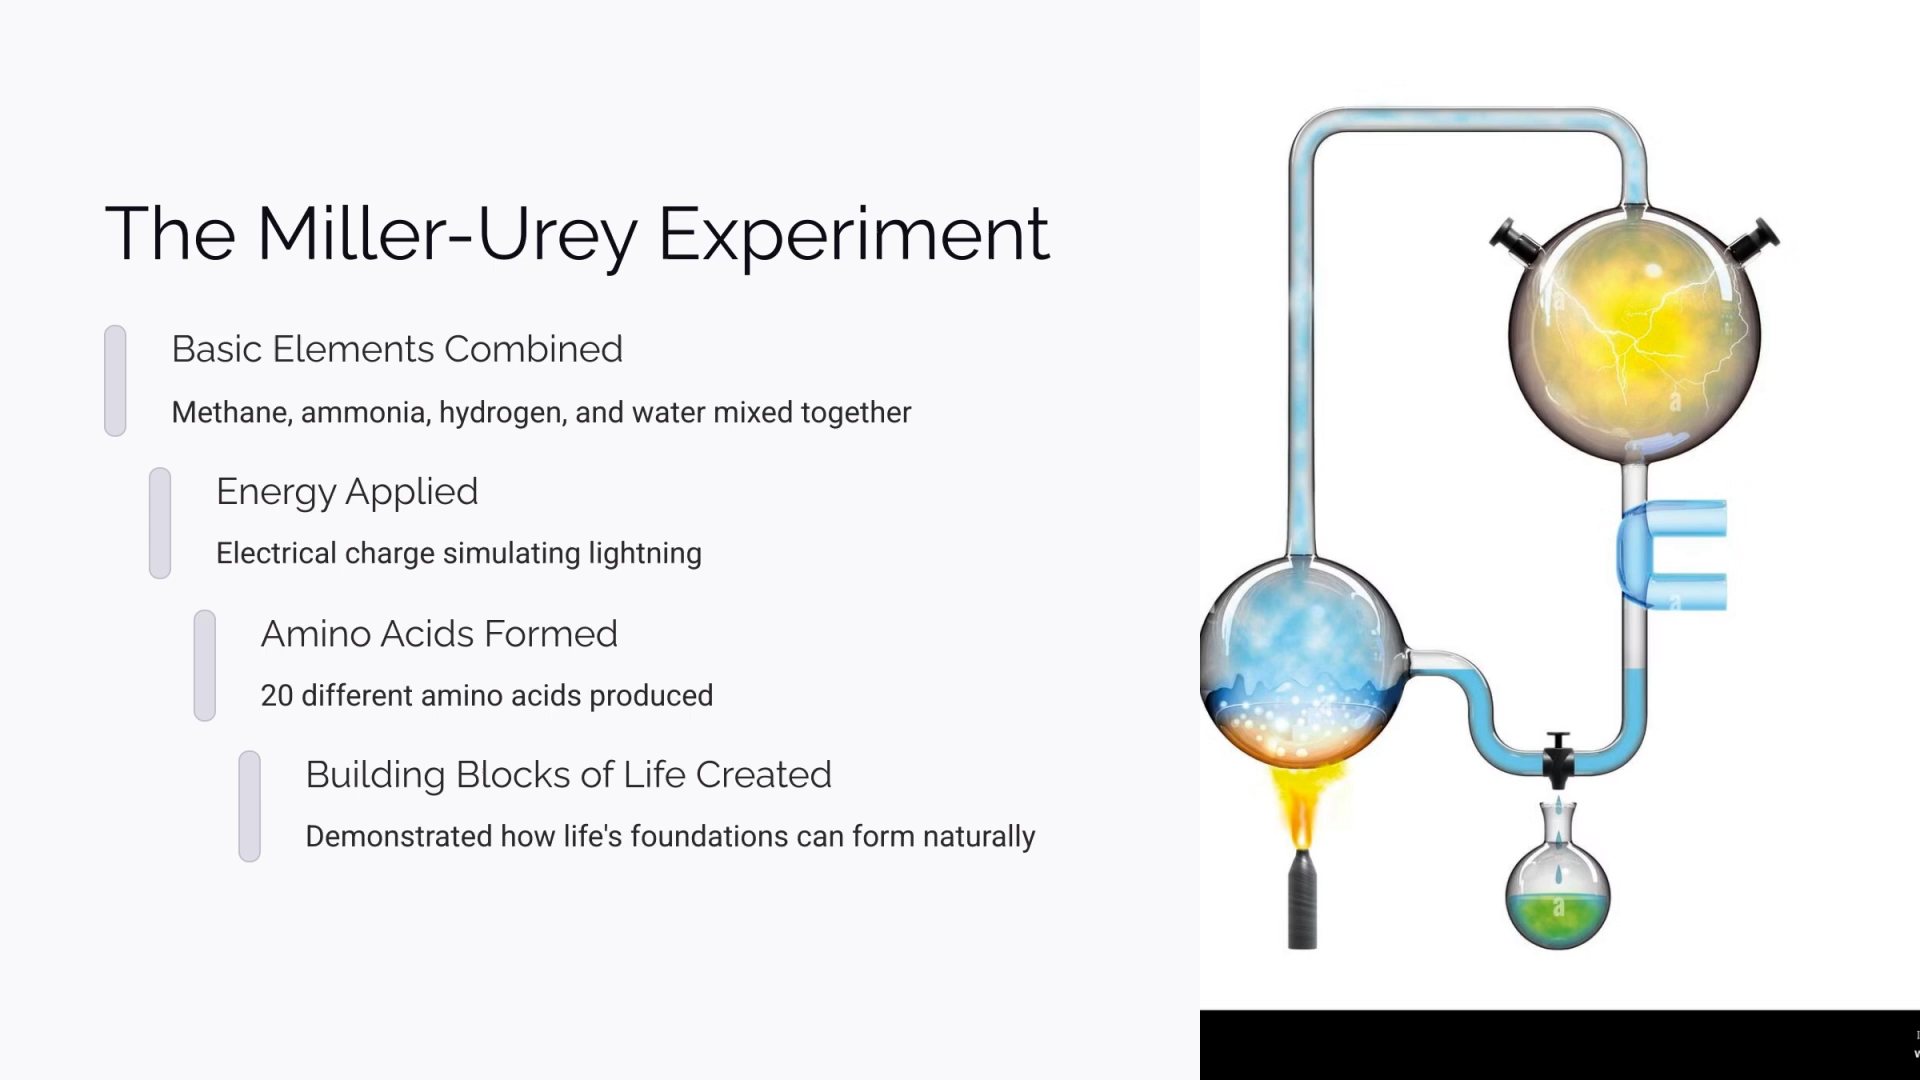 The Miller-Urey Experiment
Basic Elements Combined
Methane, ammonia, hydrogen, and water mixed together
Energy Applied
Electrical charge simulating lightning
Amino Acids Formed
20 different amino acids produced
Building Blocks of Life Created
Demonstrated how life's foundations can form naturally
a
a
a
a